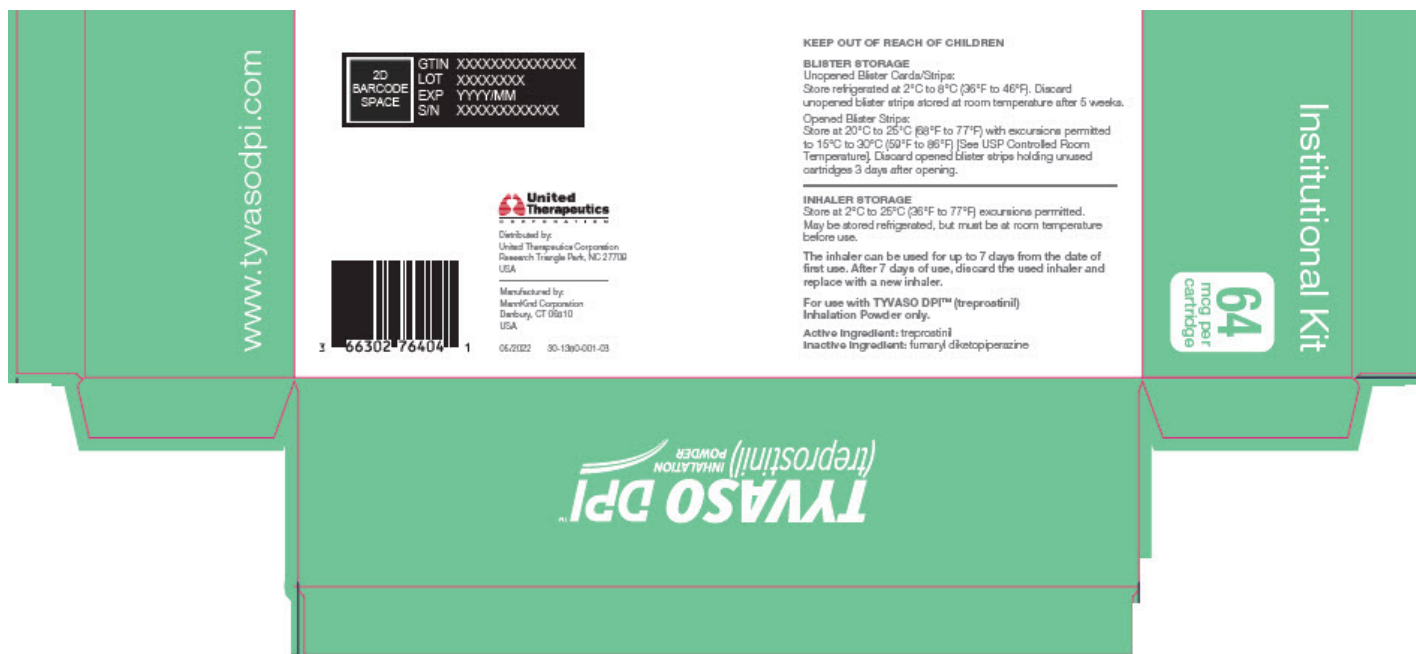 www.tyvasodpi.com
2D
BARCODE
SPACE
GTIN XXXXXXXXXXXXXX
LOT XXXXXXXX
EXP YYYY/MM
S/N XXXXXXXXXXXX
United
Therapeutics
CORPORATION
Distributed by:
United Therapeutics Corporation
Research Triangle Park, NC 27709
USA
Manufactured by:
MannKind Corporation
Danbury, CT 06810
USA
05/2022
3 66302 76404 1
KEEP OUT OF REACH OF CHILDREN
BLISTER STORAGE
Unopened Blister Cards/Strips:
Store refrigerated at 2°C to 8°C (36°F to 46°F). Discard
unopened blister strips stored at room temperature after 5 weeks.
Opened Blister Strips:
Store at 20°C to 25°C (68°F to 77°F) with excursions permitted
to 15°C to 30°C (59°F to 86°F) [See USP Controlled Room
Temperature]. Discard opened blister strips holding unused
cartridges 3 days after opening.
INHALER STORAGE
Store at 2°C to 25°C (36°F to 77°F) excursions permitted.
May be stored refrigerated, but must be at room temperature
before use.
The inhaler can be used for up to 7 days from the date of
first use. After 7 days of use, discard the used inhaler and
replace with a new inhaler.
For use with TYVASO DPI™ (treprostinil)
Inhalation Powder only.
Active Ingredient: treprostinil
Inactive Ingredient: fumaryl diketopiperazine
Institutional Kit
64
mcg per
cartridge
TYVASO DPI™
(treprostinil) INHALATION
POWDER